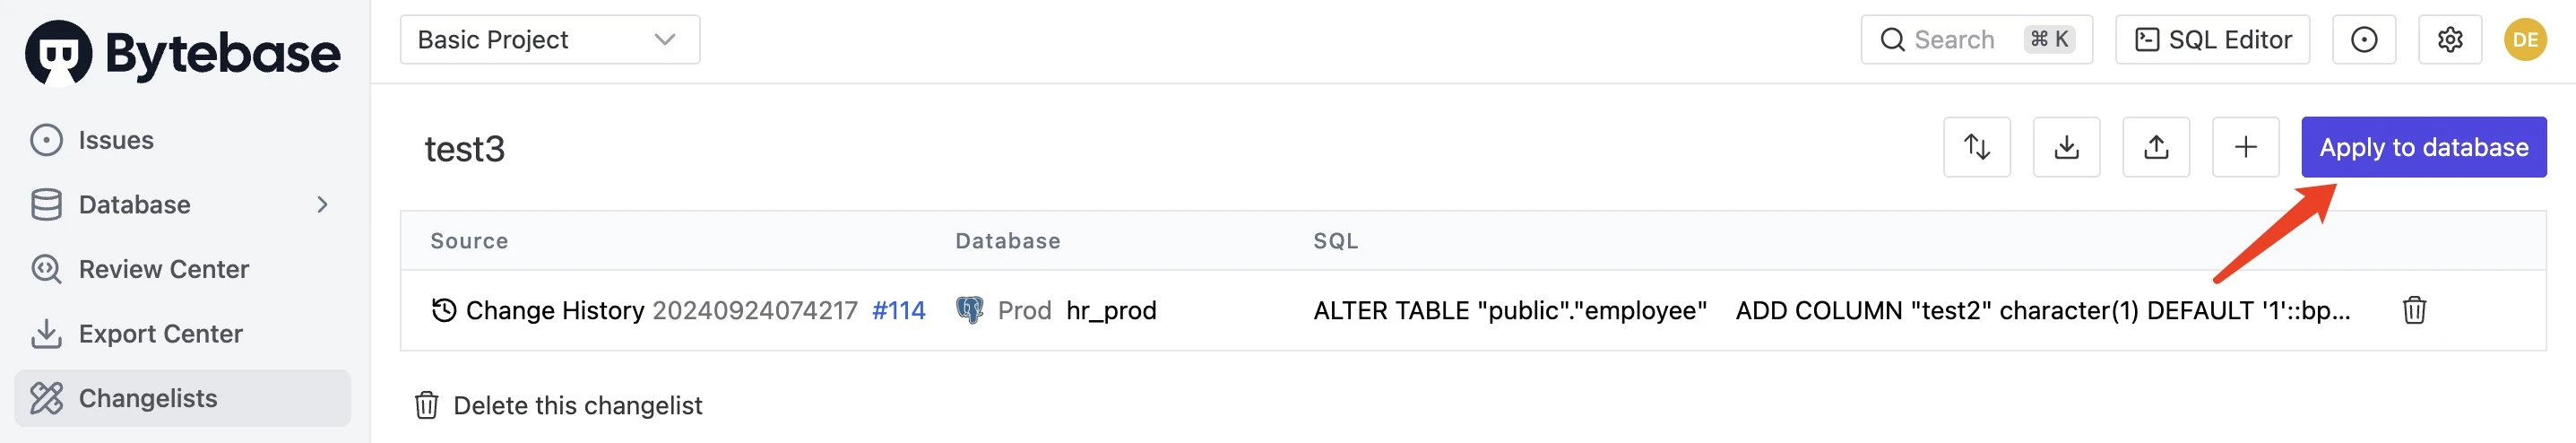 Bytebase
Basic Project
Search ⌘ K
SQL Editor
DE
Issues
Database
Review Center
Export Center
Changelists
test3
Apply to database
Source Database SQL
Change History 20240924074217 #114 Prod hr_prod ALTER TABLE "public"."employee" ADD COLUMN "test2" character(1) DEFAULT '1'::bp...
Delete this changelist